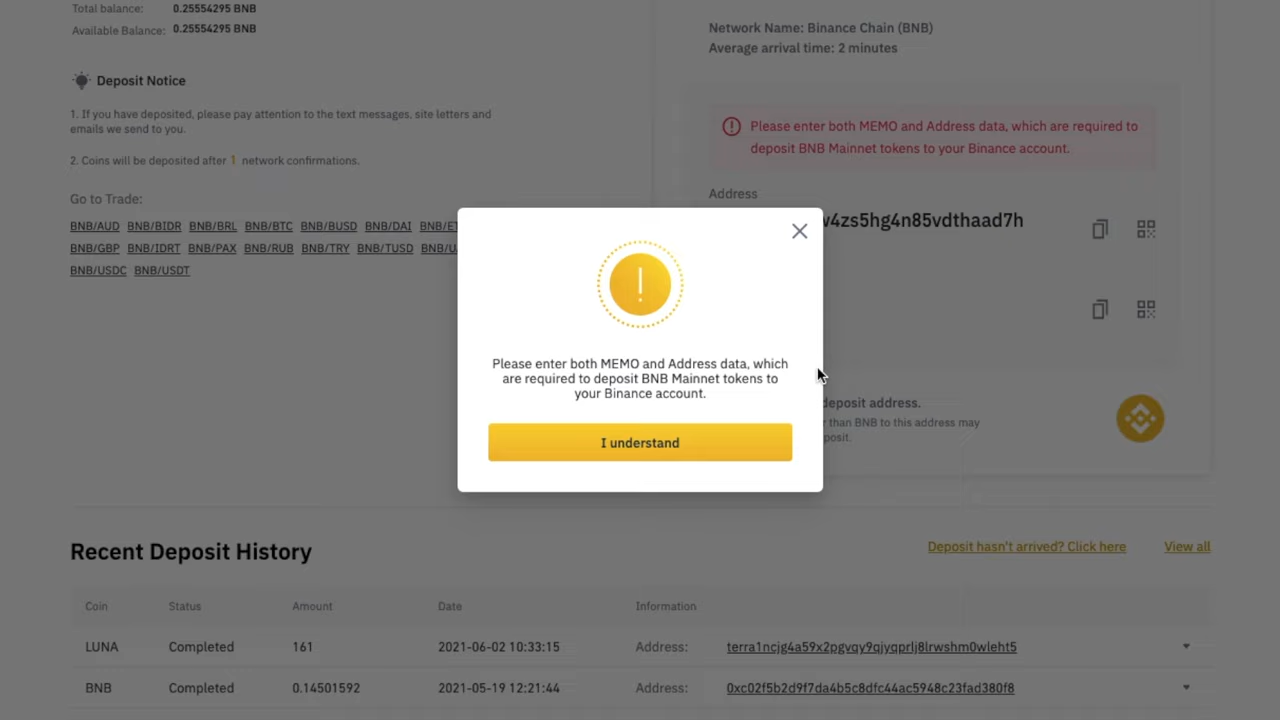 Total balance: 0.25554295 BNB
Available Balance: 0.25554295 BNB
Deposit Notice
1. If you have deposited, please pay attention to the text messages, site letters and
emails we send to you.
2. Coins will be deposited after 1 network confirmations.
Go to Trade:
BNB/AUD BNB/BIDR BNB/BRL BNB/BTC BNB/BUSD BNB/DAI
BNB/GBP BNB/IDRT BNB/PAX BNB/RUB BNB/TRY BNB/TUSD
BNB/USDC BNB/USDT
Network Name: Binance Chain (BNB)
Average arrival time: 2 minutes
Please enter both MEMO and Address data, which are required to
deposit BNB Mainnet tokens to your Binance account.
Address
4zs5hg4n85vdthaad7h
deposit address.
than BNB to this address may
Please enter both MEMO and Address data, which
are required to deposit BNB Mainnet tokens to
your Binance account.
I understand
Recent Deposit History
Deposit hasn't arrived? Click here View all
Coin Status Amount Date Information
LUNA Completed 161 2021-06-02 10:33:15 Address: terra1ncjg4a59x2pgvqy9qjyqprlj8lrwshm0wleht5
BNB Completed 0.14501592 2021-05-19 12:21:44 Address: 0xc02f5b2d9f7da4b5c8dfc44ac5948c23fad380f8